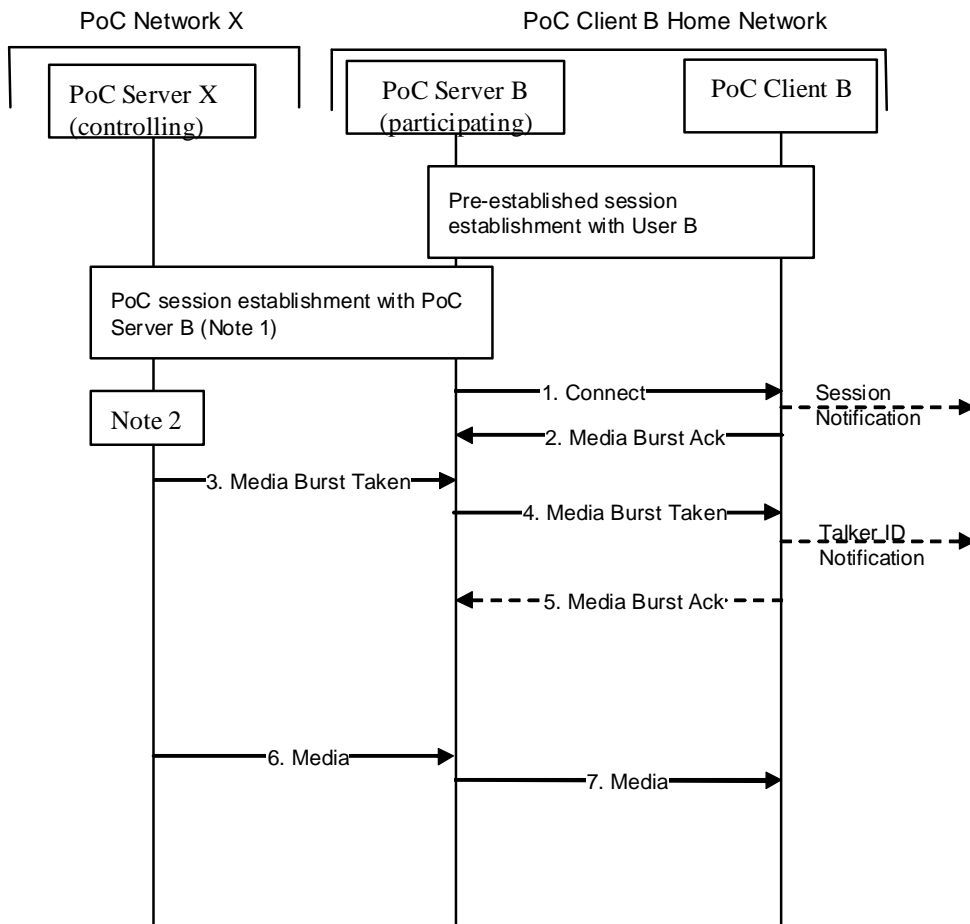 PoC Network X
PoC Client B Home Network
PoC Server X
(controlling)
PoC Server B
(participating)
PoC Client B
Pre-established session
establishment with User B
PoC session establishment with PoC
Server B (Note 1)
1. Connect
Session
Notification
Note 2
2. Media Burst Ack
3. Media Burst Taken
4. Media Burst Taken
Talker ID
Notification
5. Media Burst Ack
6. Media
7. Media